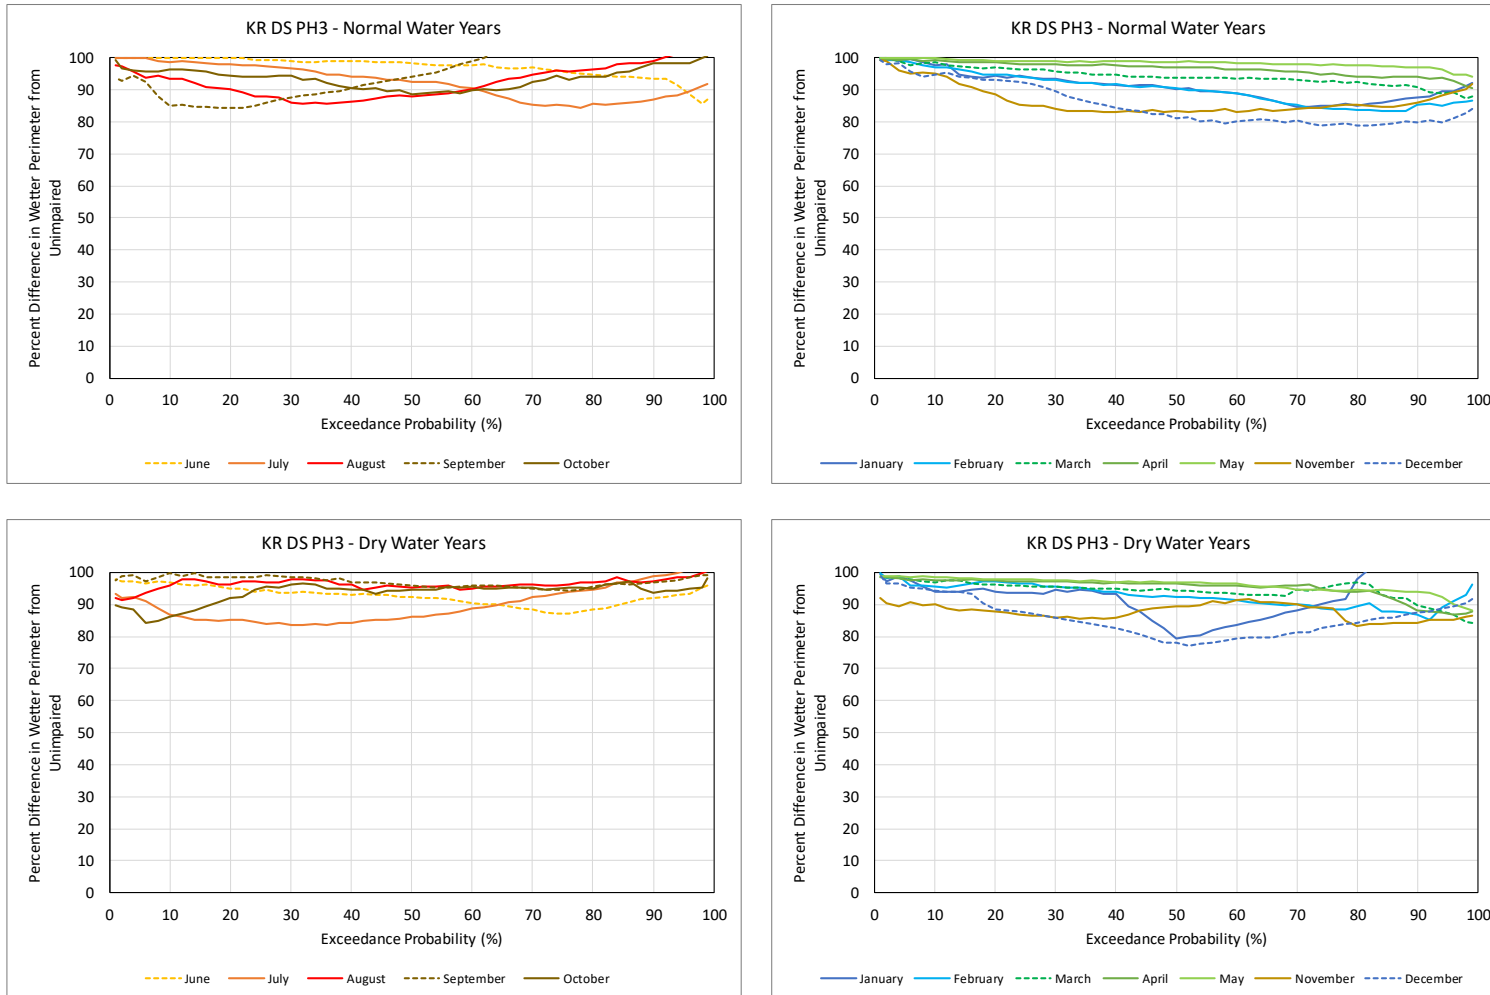 KR DS PH3 - Normal Water Years
Percent Difference in Wetter Perimeter from
Unimpaired
100
90
80
70
60
50
40
30
20
10
0
0 10 20 30 40 50 60 70 80 90 100
Exceedance Probability (%)
June July August September October
KR DS PH3 - Normal Water Years
Percent Difference in Wetter Perimeter from
Unimpaired
100
90
80
70
60
50
40
30
20
10
0
0 10 20 30 40 50 60 70 80 90 100
Exceedance Probability (%)
January February March April May November December
KR DS PH3 - Dry Water Years
Percent Difference in Wetter Perimeter from
Unimpaired
100
90
80
70
60
50
40
30
20
10
0
0 10 20 30 40 50 60 70 80 90 100
Exceedance Probability (%)
June July August September October
KR DS PH3 - Dry Water Years
Percent Difference in Wetter Perimeter from
Unimpaired
100
90
80
70
60
50
40
30
20
10
0
0 10 20 30 40 50 60 70 80 90 100
Exceedance Probability (%)
January February March April May November December